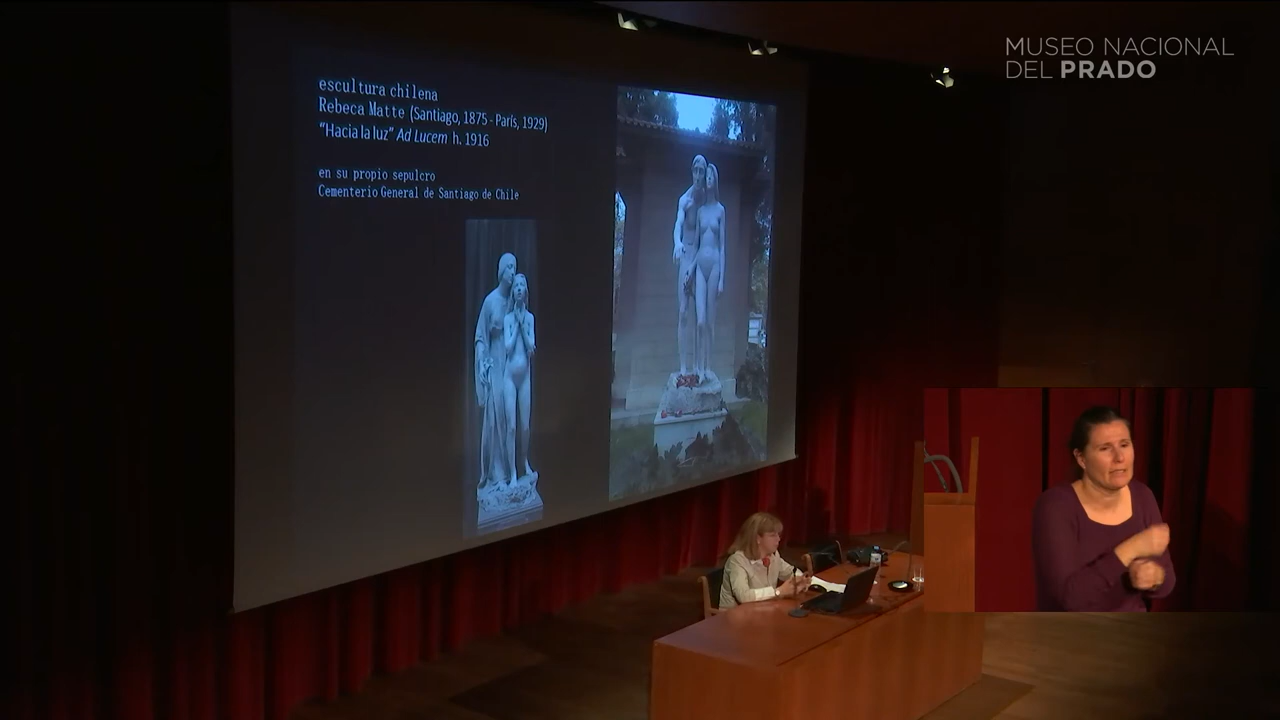 MUSEO NACIONAL
DEL PRADO
escultura chilena
Rebeca Matte (Santiago, 1875 - París, 1929)
“Hacia la luz” Ad Lucem h. 1916
en su propio sepulcro
Cementerio General de Santiago de Chile